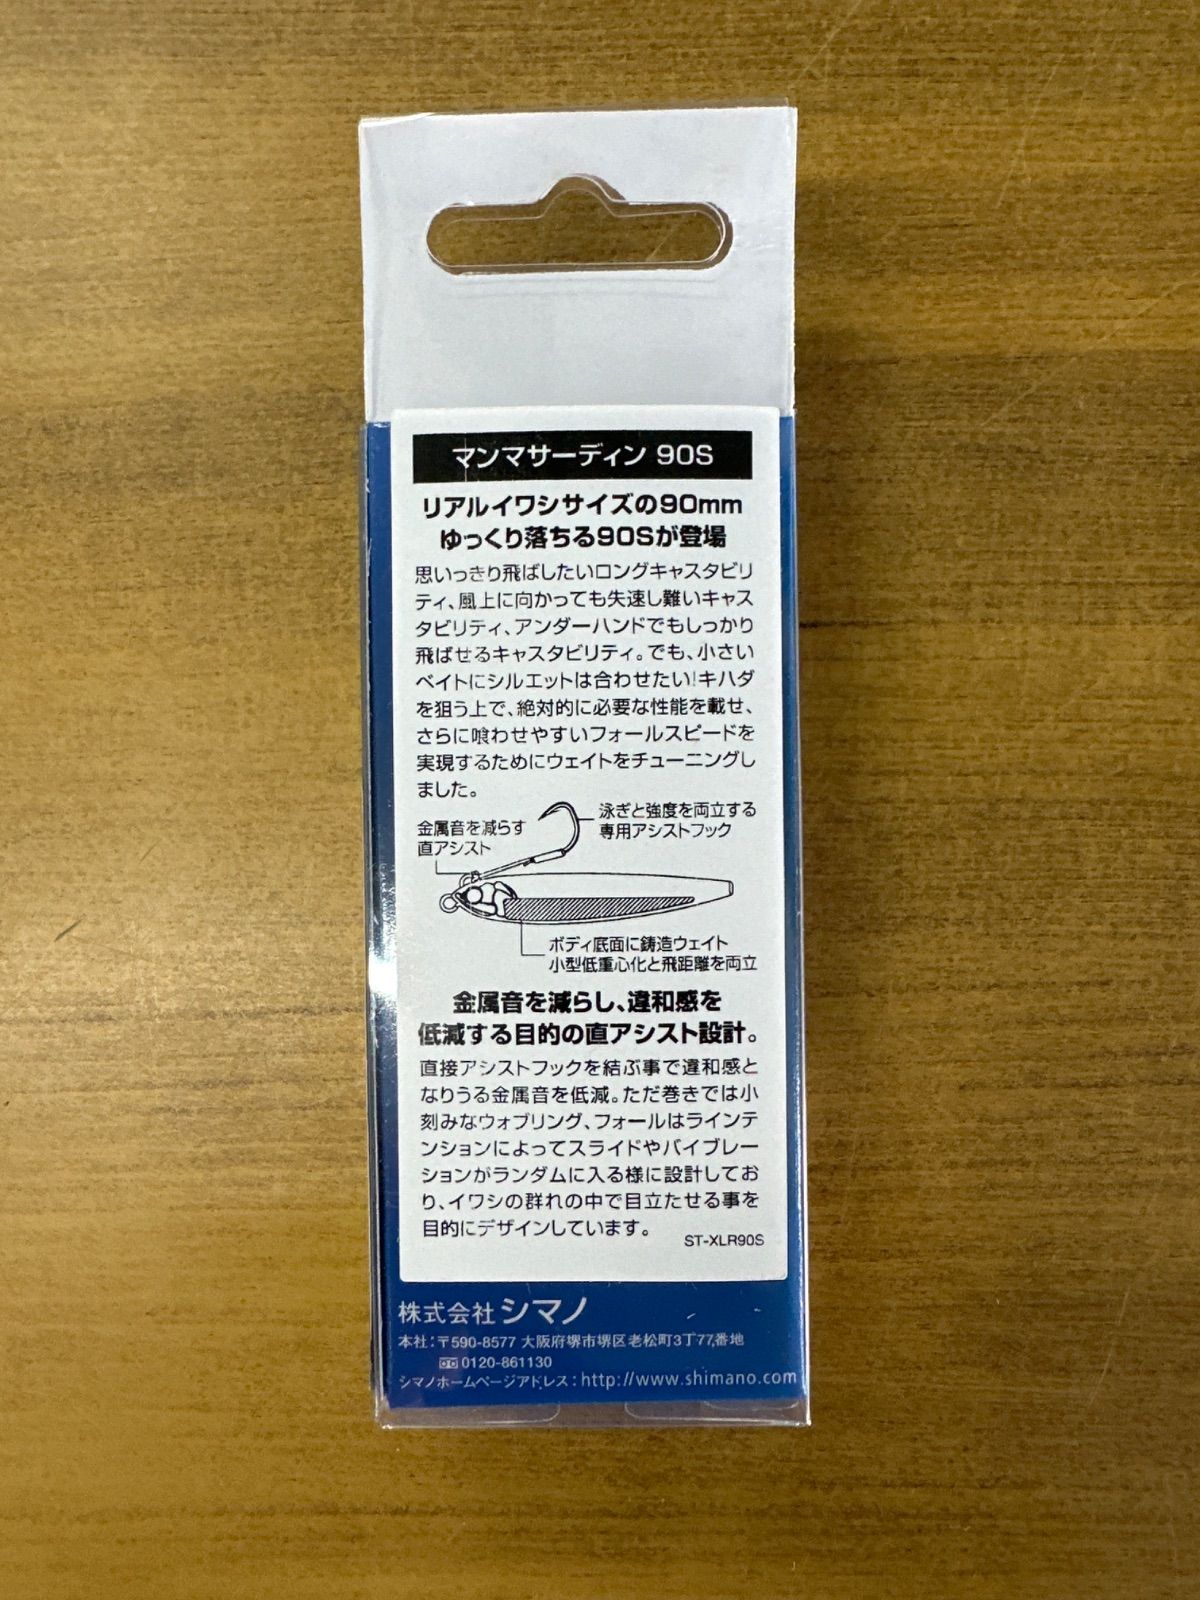 マンマサーディン 90S
リアルイワシサイズの90mm
ゆっくり落ちる90Sが登場
思いっきり飛ばしたいロングキャスタビリ
ティ、風上に向かっても失速し難いキャス
タビリティ、アンダーハンドでもしっかり
飛ばせるキャスタビリティ。でも、小さい
ベイトにシルエットは合わせたい!キハダ
を狙う上で、絶対的に必要な性能を載せ、
さらに喰わせやすいフォールスピードを
実現するためにウェイトをチューニングし
ました。
泳ぎと強度を両立する
専用アシストフック
金属音を減らす
直アシスト
ボディ底面に鋳造ウェイト
小型低重心化と飛距離を両立
金属音を減らし、違和感を
低減する目的の直アシスト設計。
直接アシストフックを結ぶ事で違和感と
なりうる金属音を低減。ただ巻きでは小
刻みなウォブリング、フォールはラインテ
ンションによってスライドやバイブレー
ションがランダムに入る様に設計してお
り、イワシの群れの中で目立たせる事を
目的にデザインしています。
ST-XLR90S
株式会社シマノ
本社:〒590-8577 大阪府堺市堺区老松町3丁77番地
0120-861130
シマノホームページアドレス:http://www.shimano.com